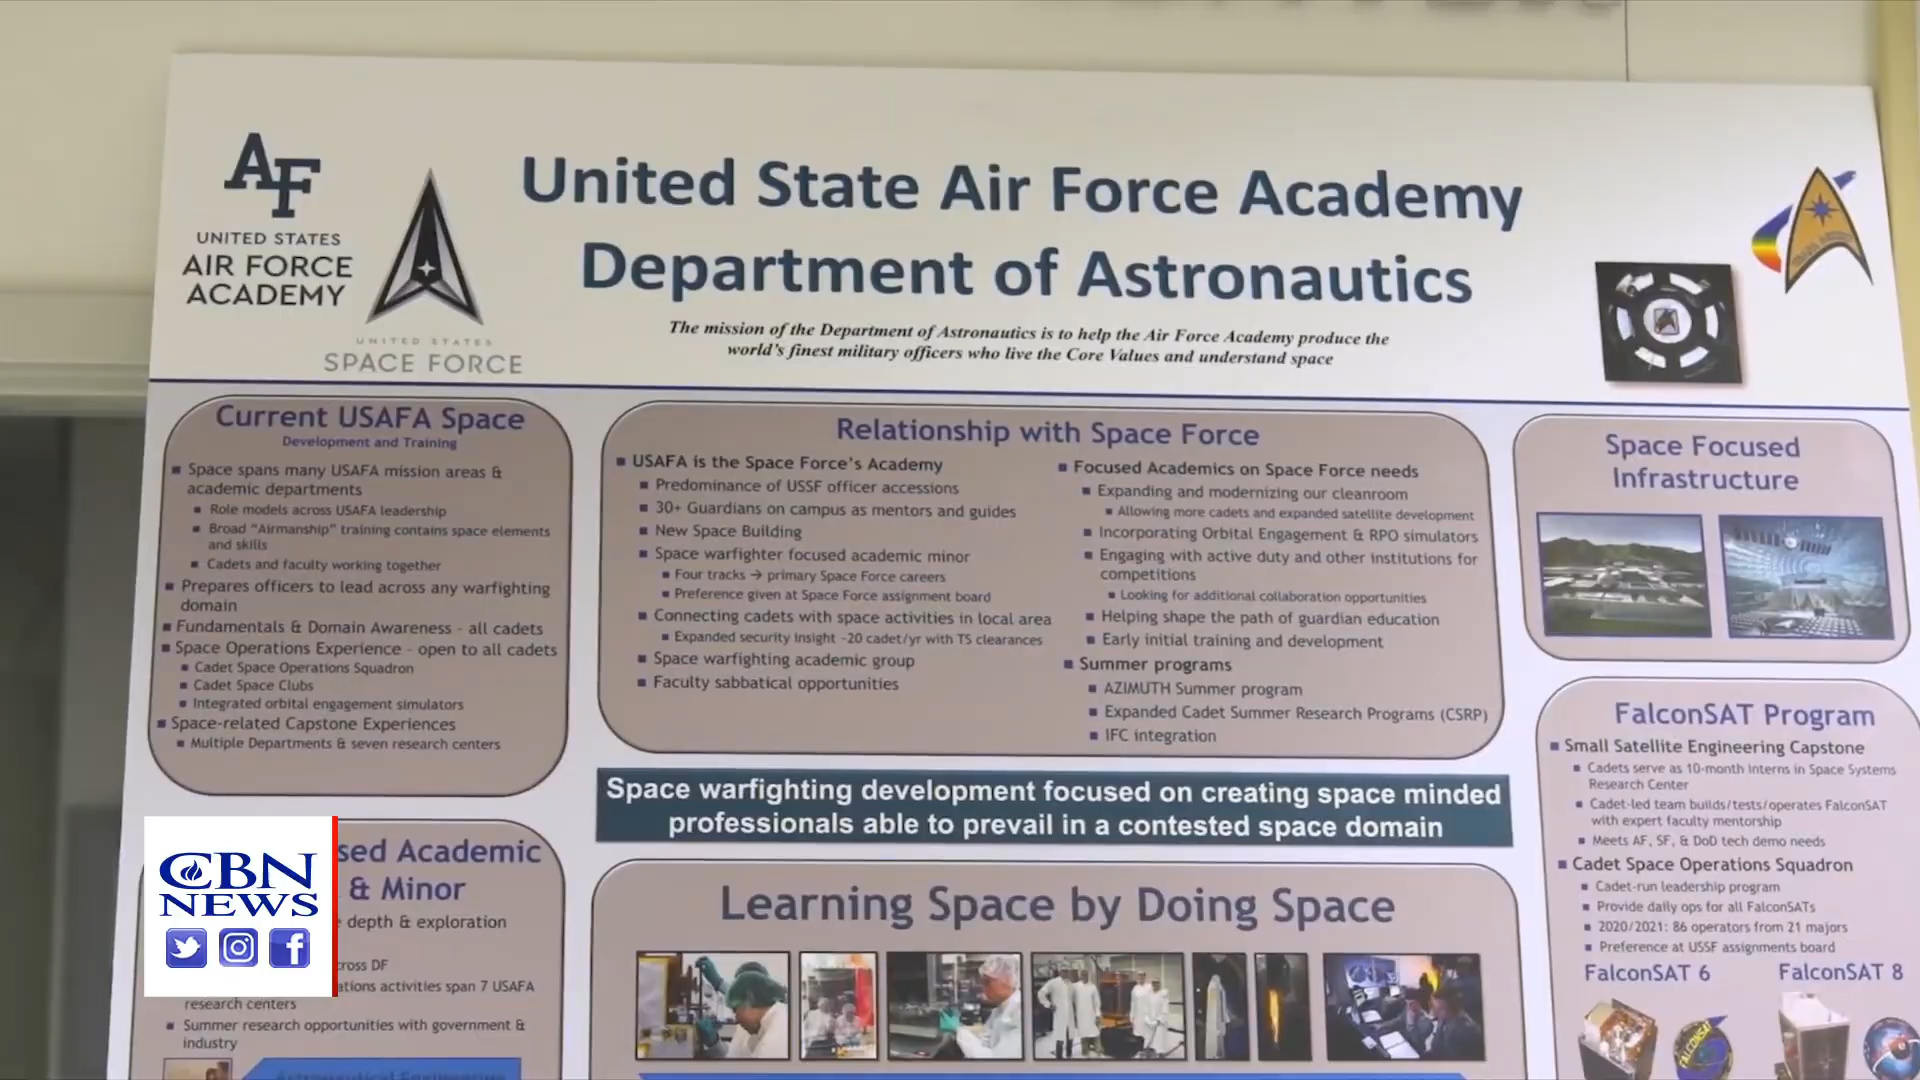 AF
UNITED STATES
AIR FORCE
ACADEMY
UNITED STATES
SPACE FORCE
United State Air Force Academy
Department of Astronautics
The mission of the Department of Astronautics is to help the Air Force Academy produce the
world's finest military officers who live the Core Values and understand space
Current USAFA Space
Development and Training
Space spans many USAFA mission areas &
academic departments
Role models across USAFA leadership
Broad "Airmanship" training contains space elements
and skills
Cadets and faculty working together
Prepares officers to lead across any warfighting
domain
Fundamentals & Domain Awareness - all cadets
Space Operations Experience - open to all cadets
Cadet Space Operations Squadron
Cadet Space Clubs
Integrated orbital engagement simulators
Space-related Capstone Experiences
Multiple Departments & seven research centers
Relationship with Space Force
USAFA is the Space Force's Academy
Predominance of USSF officer accessions
30+ Guardians on campus as mentors and guides
New Space Building
Space warfighter focused academic minor
Four tracks → primary Space Force careers
Preference given at Space Force assignment board
Connecting cadets with space activities in local area
Expanded security insight ~20 cadet/yr with TS clearances
Space warfighting academic group
Faculty sabbatical opportunities
Focused Academics on Space Force needs
Expanding and modernizing our cleanroom
Allowing more cadets and expanded satellite development
Incorporating Orbital Engagement & RPO simulators
Engaging with active duty and other institutions for
competitions
Looking for additional collaboration opportunities
Helping shape the path of guardian education
Early initial training and development
Summer programs
AZIMUTH Summer program
Expanded Cadet Summer Research Programs (CSRP)
IFC integration
Space Focused
Infrastructure
Space warfighting development focused on creating space minded
professionals able to prevail in a contested space domain
FalconSAT Program
Small Satellite Engineering Capstone
Cadets serve as 10-month interns in Space Systems
Research Center
Cadet-led team builds/tests/operates FalconSAT
with expert faculty mentorship
Meets AF, SF, & DoD tech demo needs
Cadet Space Operations Squadron
Cadet-run leadership program
Provide daily ops for all FalconSATs
2020/2021: 86 operators from 21 majors
Preference at USSF assignments board
FalconSAT 6
FalconSAT 8
FALCONSAT
Learning Space by Doing Space
sed Academic
& Minor
depth & exploration
cross DF
ations activities span 7 USAFA
research centers
Summer research opportunities with government &
industry
Astronautical Engineering
CBN
NEWS